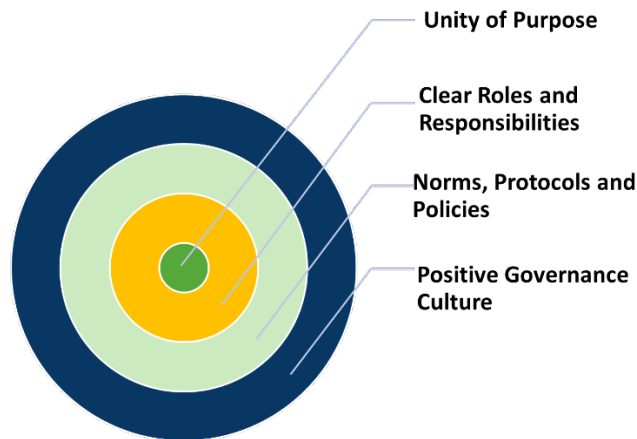 Unity of Purpose
Clear Roles and
Responsibilities
Norms, Protocols and
Policies
Positive Governance
Culture